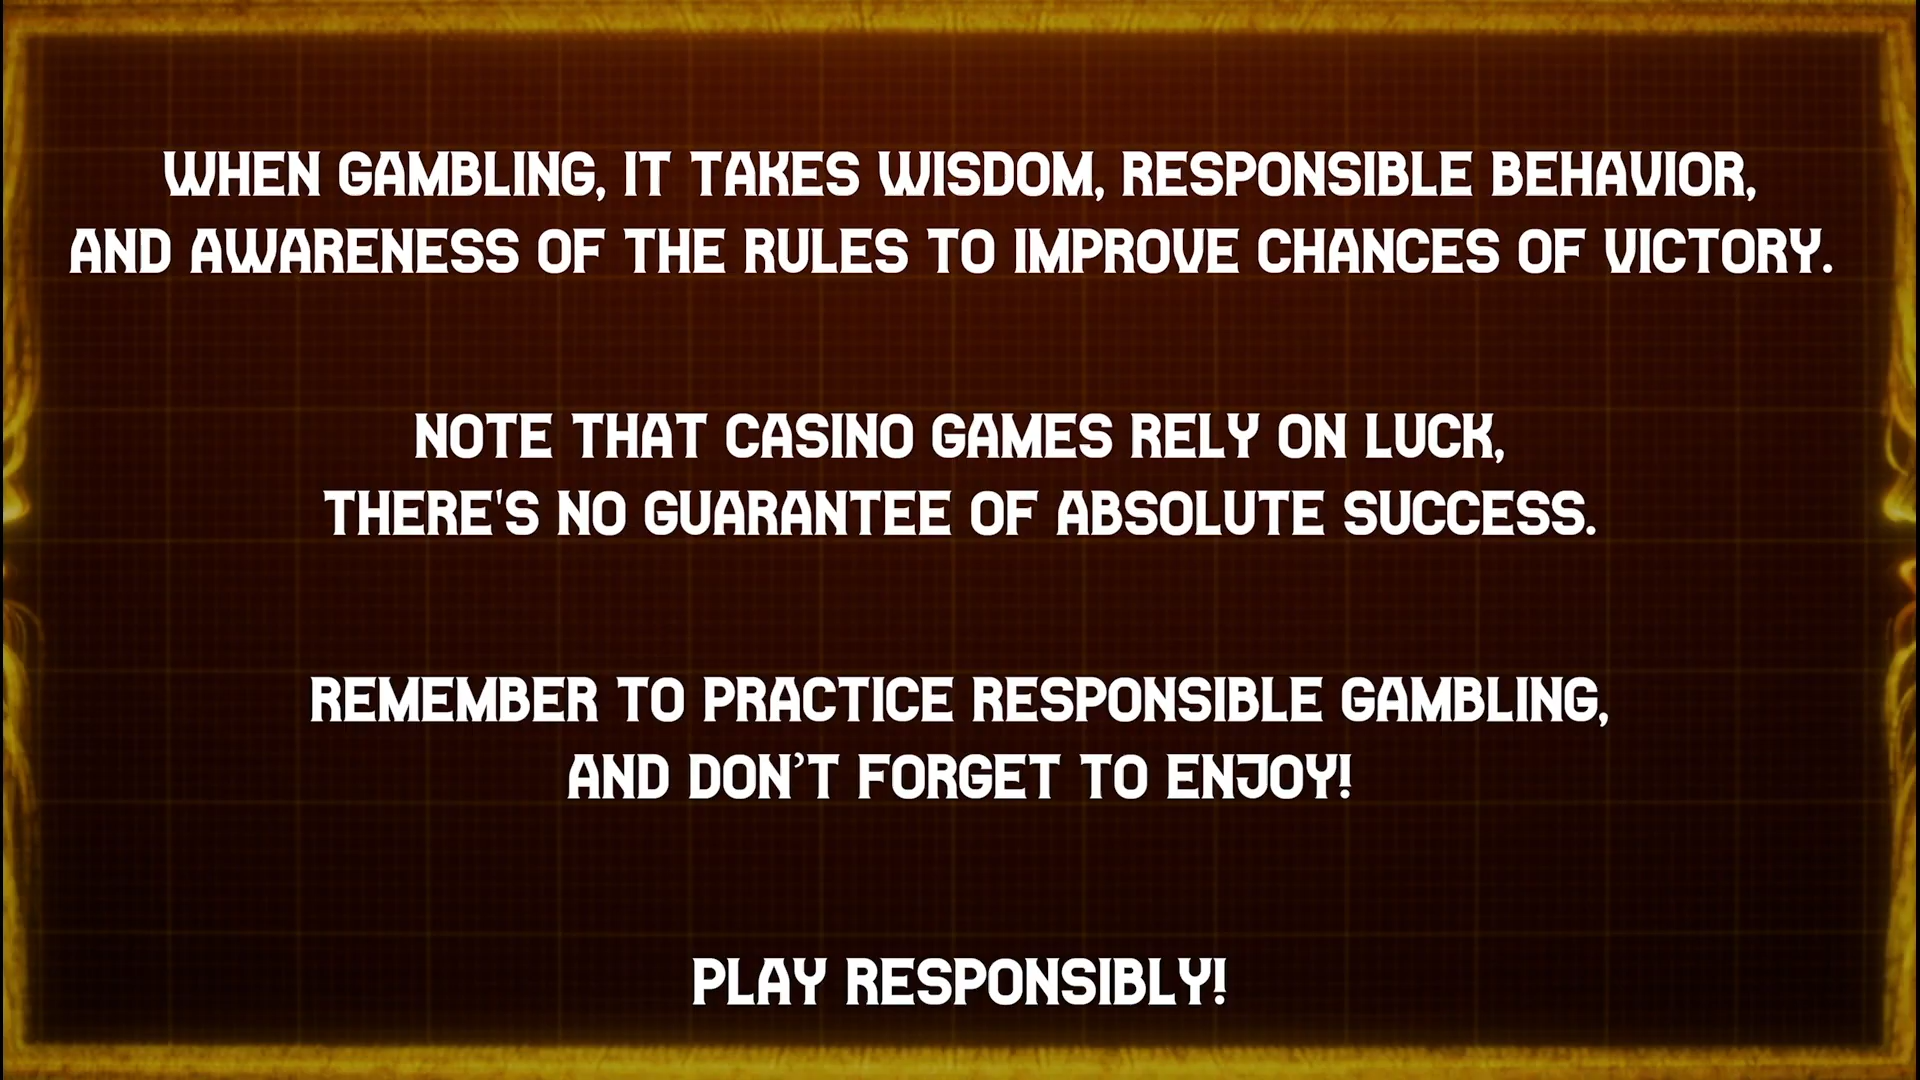 WHEN GAMBLING, IT TAKES WISDOM, RESPONSIBLE BEHAVIOR,
AND AWARENESS OF THE RULES TO IMPROVE CHANCES OF VICTORY.
NOTE THAT CASINO GAMES RELY ON LUCK,
THERE'S NO GUARANTEE OF ABSOLUTE SUCCESS.
REMEMBER TO PRACTICE RESPONSIBLE GAMBLING,
AND DON’T FORGET TO ENJOY!
PLAY RESPONSIBLY!